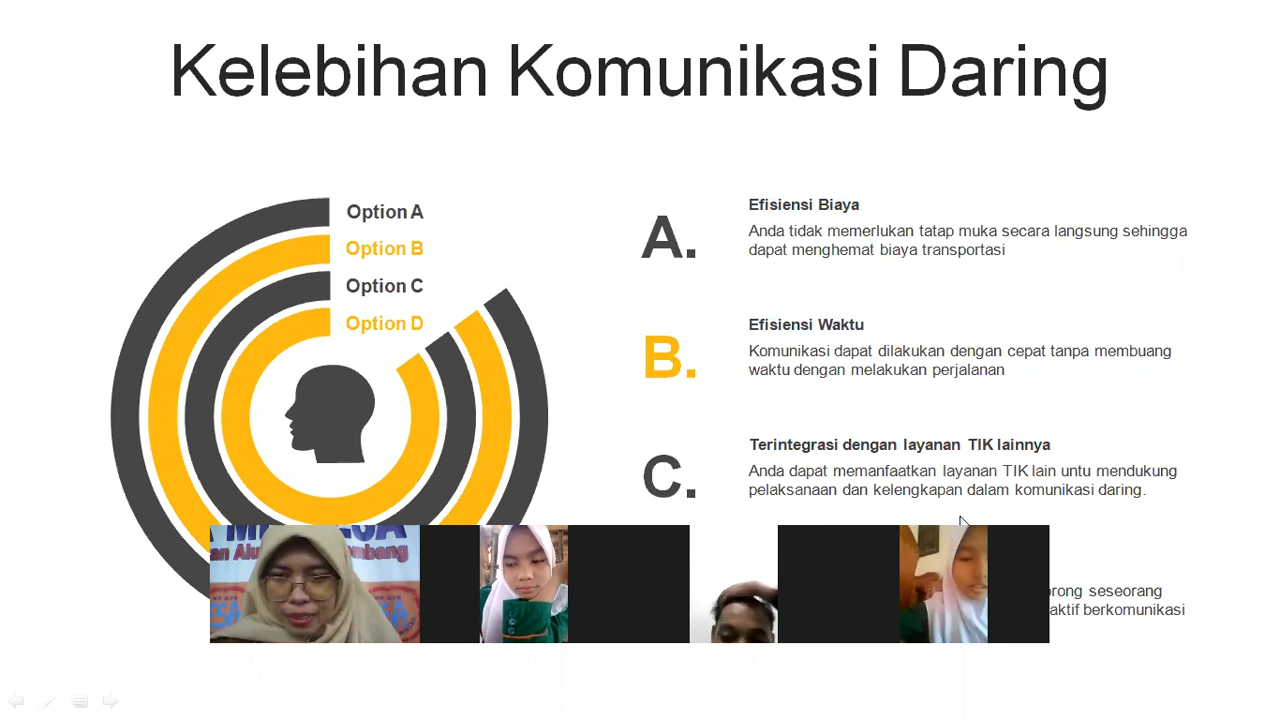 Kelebihan Komunikasi Daring
Option A
Option B
Option C
Option D
A.
Efisiensi Biaya
Anda tidak memerlukan tatap muka secara langsung sehingga
dapat menghemat biaya transportasi
B.
Efisiensi Waktu
Komunikasi dapat dilakukan dengan cepat tanpa membuang
waktu dengan melakukan perjalanan
C.
Terintegrasi dengan layanan TIK lainnya
Anda dapat memanfaatkan layanan TIK lain untu mendukung
pelaksanaan dan kelengkapan dalam komunikasi daring.
seseorang
aktif berkomunikasi